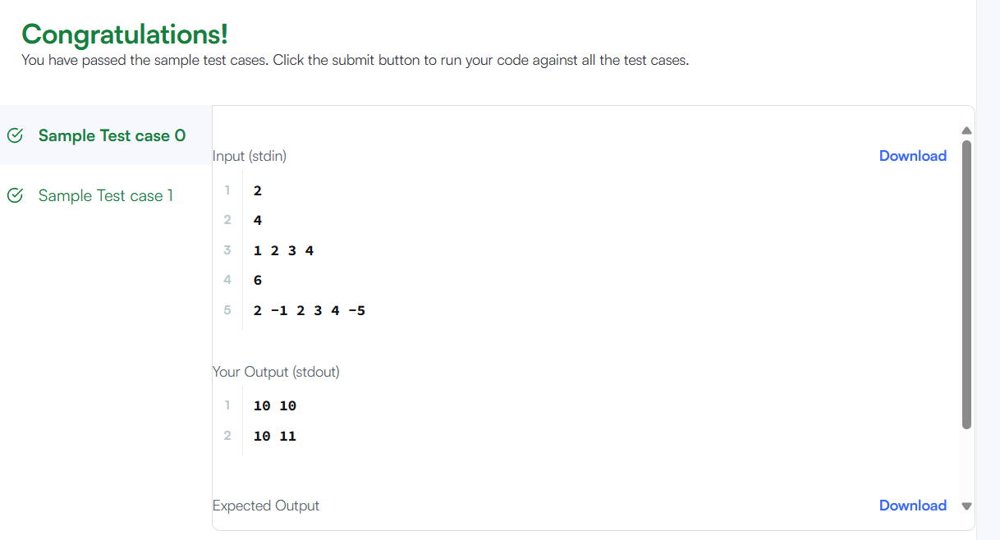 Congratulations!
You have passed the sample test cases. Click the submit button to run your code against all the test cases.
Sample Test case 0
Sample Test case 1
Input (stdin)
Download
1 2
2 4
3 1 2 3 4
4 6
5 2 -1 2 3 4 -5
Your Output (stdout)
1 10 10
2 10 11
Expected Output
Download